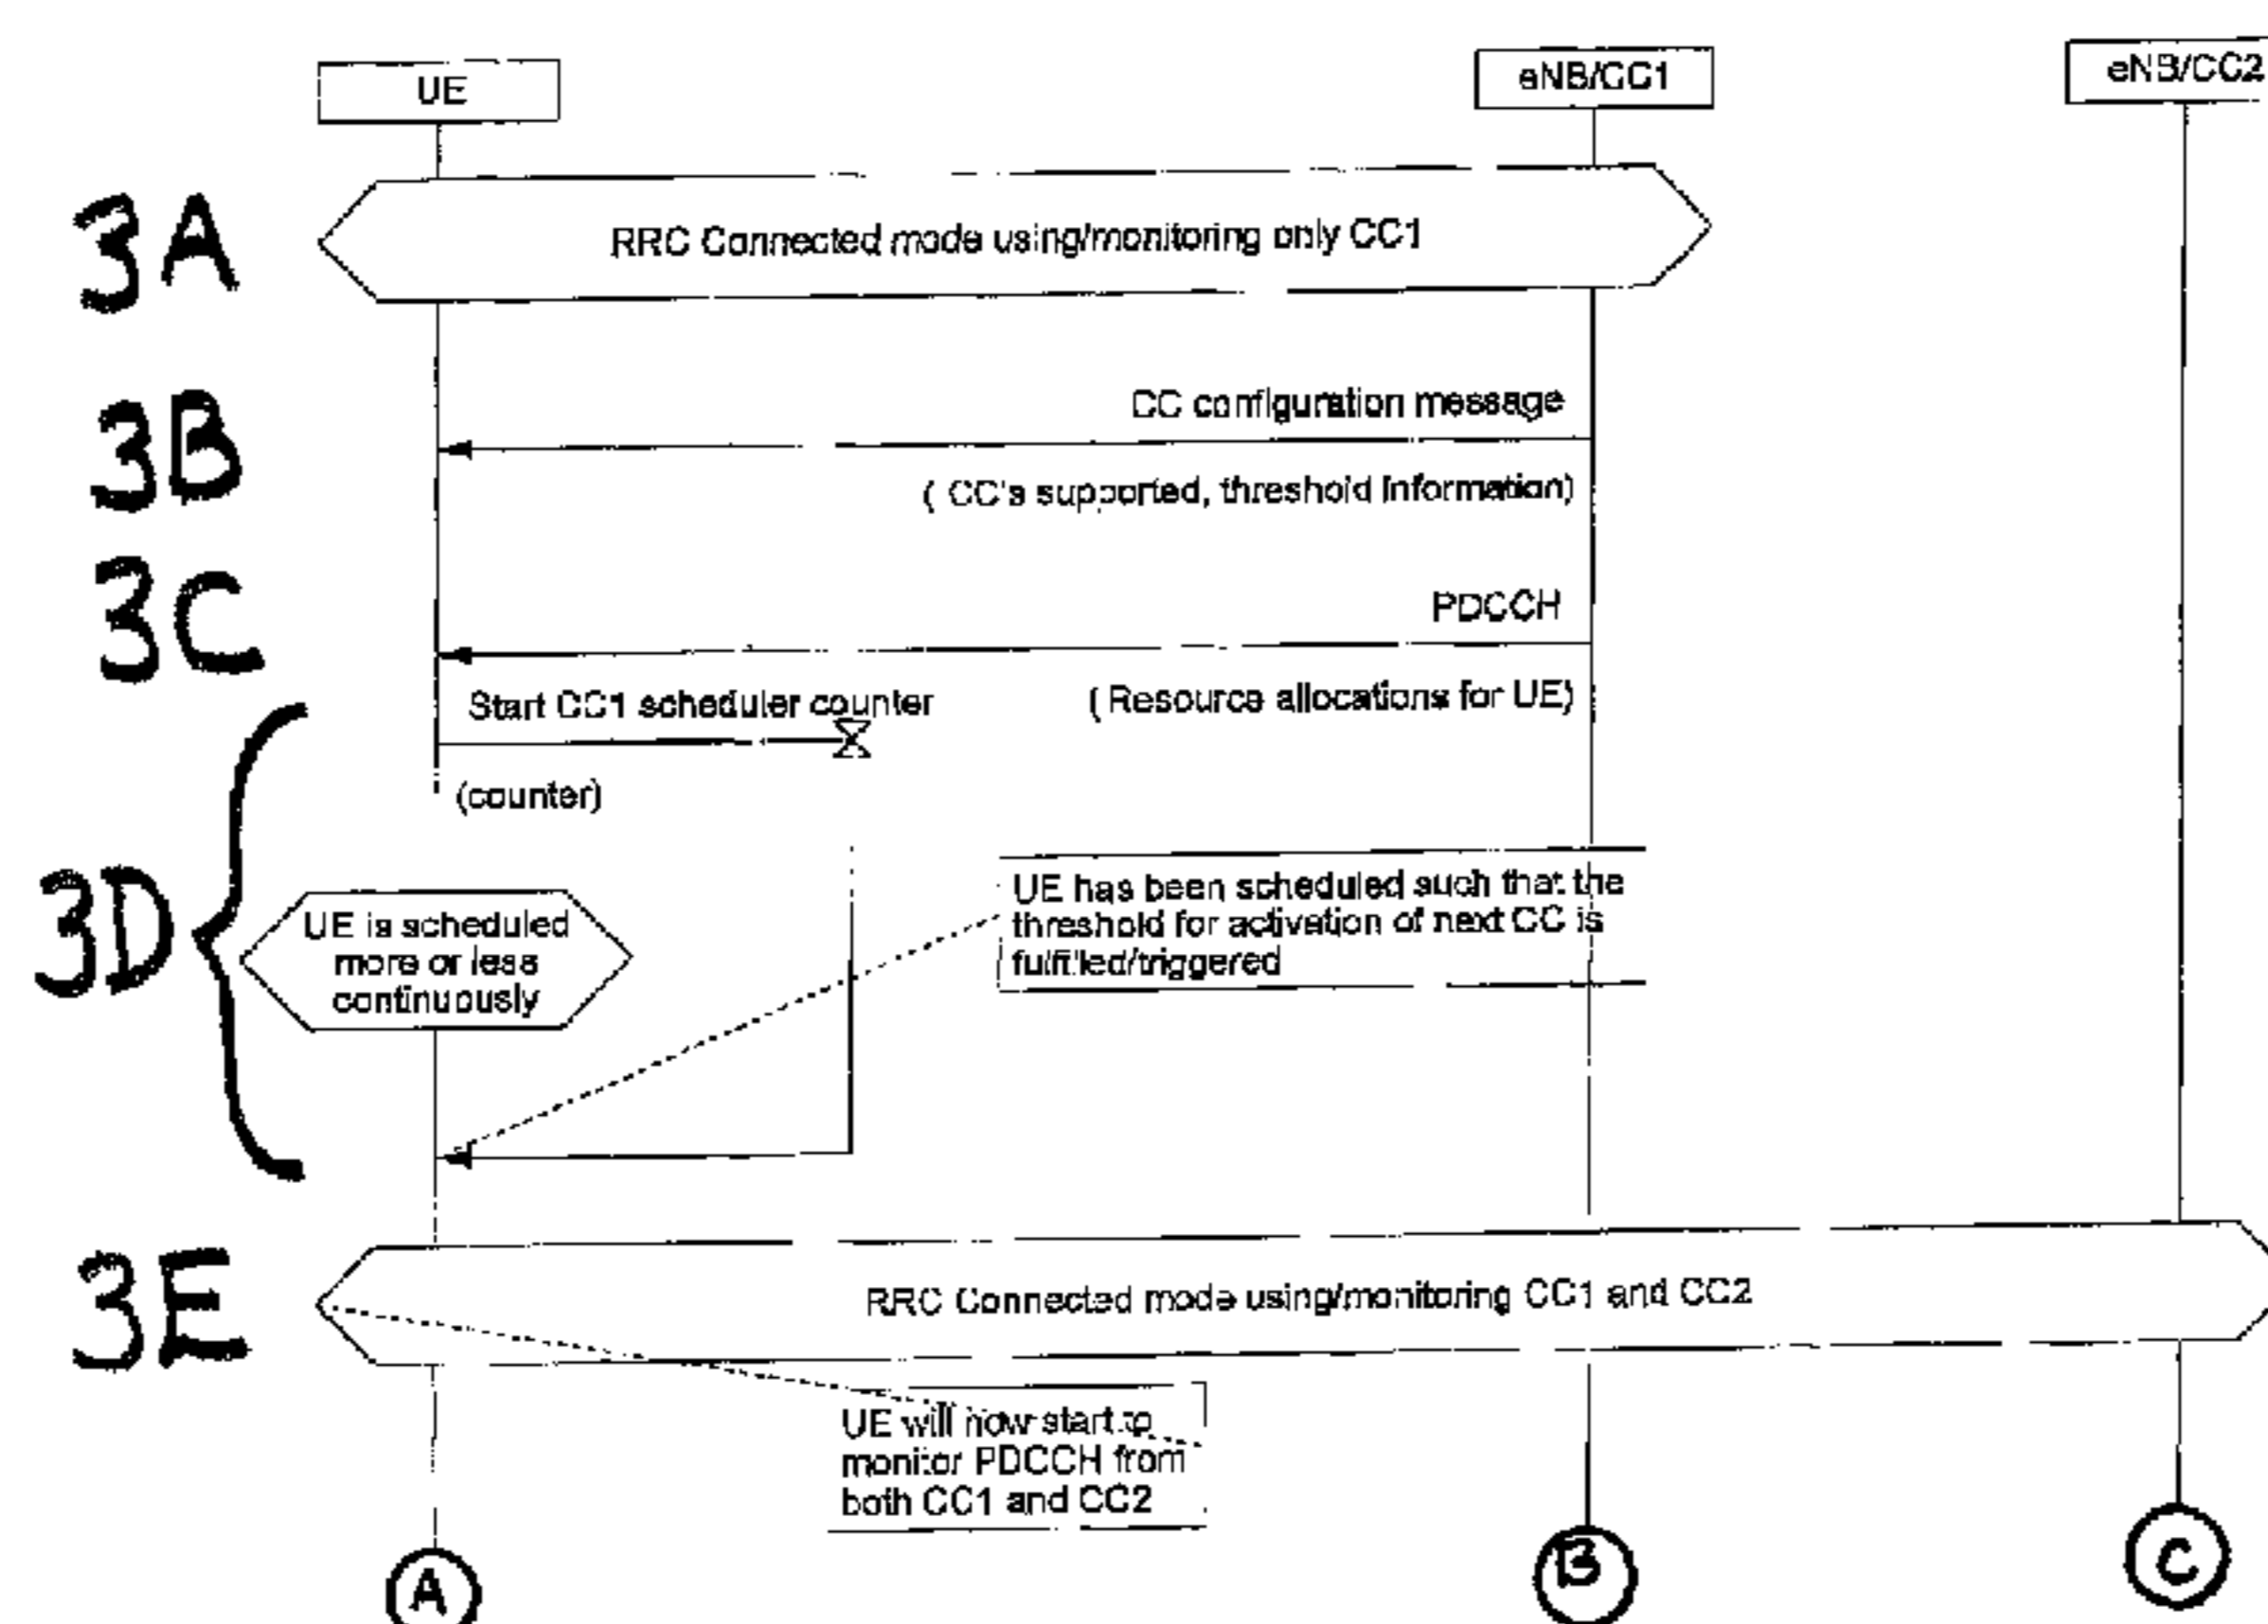 UE
eNB/CC1
eNB/CC2
3A
RRC Connected mode using/monitoring only CC1
3B
CC configuration message
( CC's supported, threshold information)
3C
PDCCH
( Resource allocations for UE)
Start CC1 scheduler counter
(counter)
3D
UE is scheduled
more or less
continuously
UE has been scheduled such that the
threshold for activation of next CC is
fulfilled/triggered
3E
RRC Connected mode using/monitoring CC1 and CC2
UE will now start to
monitor PDCCH from
both CC1 and CC2
A
B
C